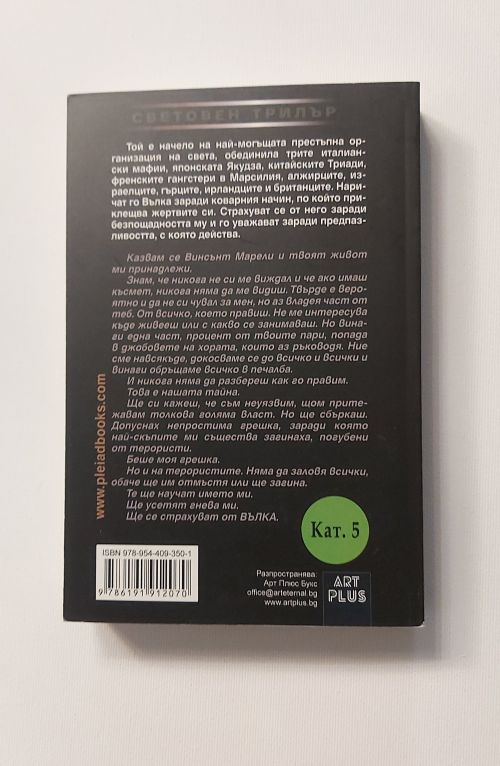 СВЕТОВЕН ТРИЛЪР
Той е начело на най-могъщата престъпна ор-
ганизация на света, обединила трите италиан-
ски мафии, японската Якудза, китайските Триади,
френските гангстери в Марсилия, алжирците, из-
раелците, гърците, ирландците и британците. Нари-
чат го Вълка заради коварния начин, по който при-
клещва жертвите си. Страхуват се от него заради
безпощадността му и го уважават заради предпаз-
ливостта, с която действа.
Казвам се Винсънт Марели и твоят живот
ми принадлежи.
Знам, че никога не си ме виждал и че ако имаш
късмет, никога няма да ме видиш. Твърде е веро-
ятно и да не си чувал за мен, но аз владея част от
теб. От всичко, което правиш. Не ме интересува
къде живееш или с какво се занимаваш. Но вина-
ги една част, процент от твоите пари, попада
в джобовете на хората, които аз ръководя. Ние
сме навсякъде, докосваме се до всичко и всички и
винаги обръщаме всичко в печалба.
И никога няма да разбереш как го правим.
Това е нашата тайна.
Ще си кажеш, че съм неуязвим, щом прите-
жавам толкова голяма власт. Но ще сбъркаш.
Допуснах непростима грешка, заради която
най-скъпите ми същества загинаха, погубени
от терористи.
Беше моя грешка.
Но и на терористите. Няма да заловя всички,
обаче ще им отмъстя или ще загина.
Те ще научат името ми.
Ще усетят гнева ми.
Ще се страхуват от ВЪЛКА.
www.pleiadbooks.com
Кат. 5
ISBN 978-954-409-350-1
9 786191 912070
Разпространява:
Арт Плюс Букс
office@arteternal.bg
www.artplus.bg
ART
PLUS